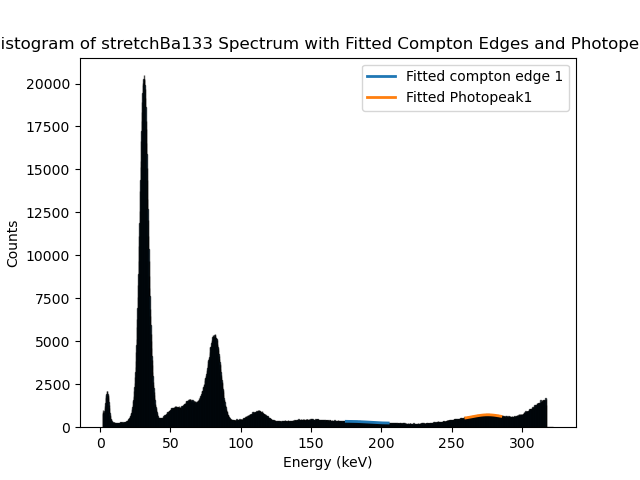 istogram of stretchBa133 Spectrum with Fitted Compton Edges and Photope
Fitted compton edge 1
Fitted Photopeak1
20000
17500
15000
12500
10000
7500
5000
2500
0
Counts
0 50 100 150 200 250 300
Energy (keV)